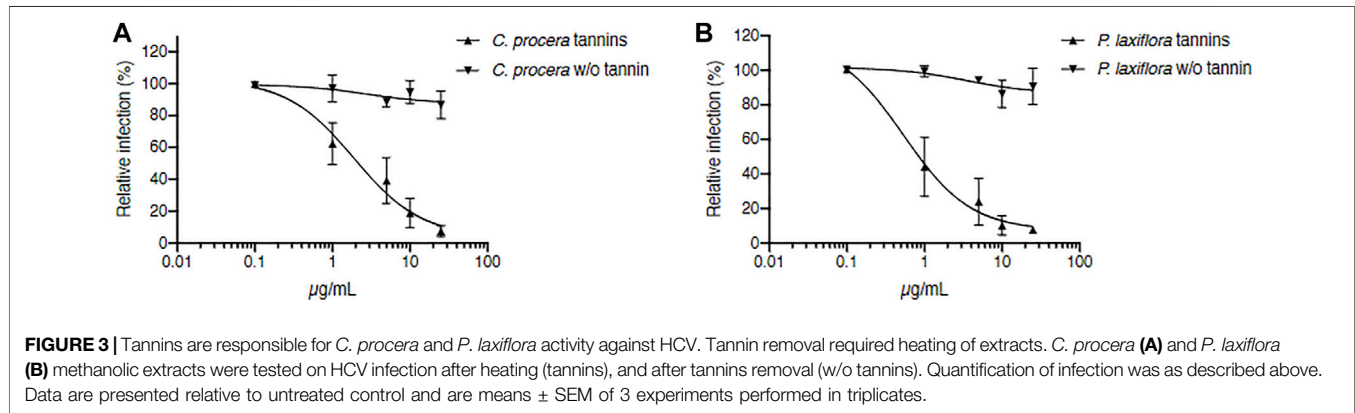 A
B
C. procera tannins
C. procera w/o tannin
P. laxiflora tannins
P. laxiflora w/o tannin
Relative infection (%)
120
100
80
60
40
20
0
0.01 0.1 1 10 100
µg/mL
Relative infection (%)
120
100
80
60
40
20
0
0.01 0.1 1 10 100
µg/mL
FIGURE 3 | Tannins are responsible for C. procera and P. laxiflora activity against HCV. Tannin removal required heating of extracts. C. procera (A) and P. laxiflora
(B) methanolic extracts were tested on HCV infection after heating (tannins), and after tannins removal (w/o tannins). Quantification of infection was as described above.
Data are presented relative to untreated control and are means ± SEM of 3 experiments performed in triplicates.